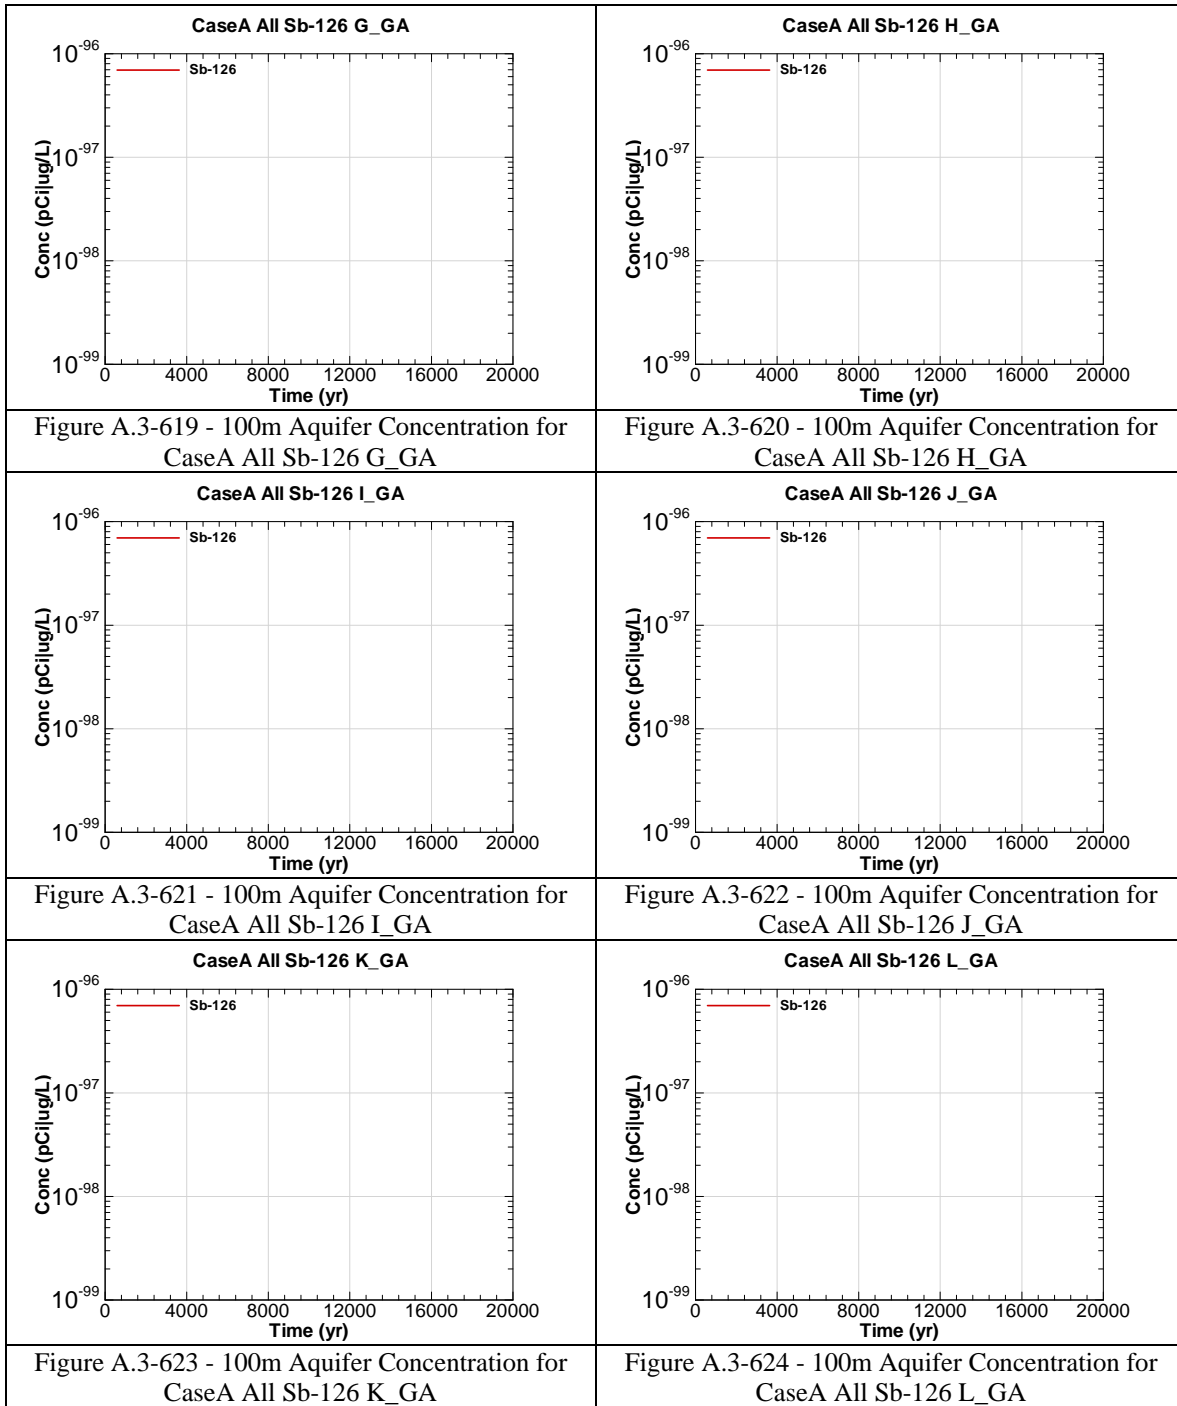 CaseA All Sb-126 G_GA
Sb-126
10^-96
10^-97
10^-98
10^-99
Conc (pCi|ug/L)
0 4000 8000 12000 16000 20000
Time (yr)
Figure A.3-619 - 100m Aquifer Concentration for
CaseA All Sb-126 G_GA
CaseA All Sb-126 H_GA
Sb-126
10^-96
10^-97
10^-98
10^-99
Conc (pCi|ug/L)
0 4000 8000 12000 16000 20000
Time (yr)
Figure A.3-620 - 100m Aquifer Concentration for
CaseA All Sb-126 H_GA
CaseA All Sb-126 I_GA
Sb-126
10^-96
10^-97
10^-98
10^-99
Conc (pCi|ug/L)
0 4000 8000 12000 16000 20000
Time (yr)
Figure A.3-621 - 100m Aquifer Concentration for
CaseA All Sb-126 I_GA
CaseA All Sb-126 J_GA
Sb-126
10^-96
10^-97
10^-98
10^-99
Conc (pCi|ug/L)
0 4000 8000 12000 16000 20000
Time (yr)
Figure A.3-622 - 100m Aquifer Concentration for
CaseA All Sb-126 J_GA
CaseA All Sb-126 K_GA
Sb-126
10^-96
10^-97
10^-98
10^-99
Conc (pCi|ug/L)
0 4000 8000 12000 16000 20000
Time (yr)
Figure A.3-623 - 100m Aquifer Concentration for
CaseA All Sb-126 K_GA
CaseA All Sb-126 L_GA
Sb-126
10^-96
10^-97
10^-98
10^-99
Conc (pCi|ug/L)
0 4000 8000 12000 16000 20000
Time (yr)
Figure A.3-624 - 100m Aquifer Concentration for
CaseA All Sb-126 L_GA